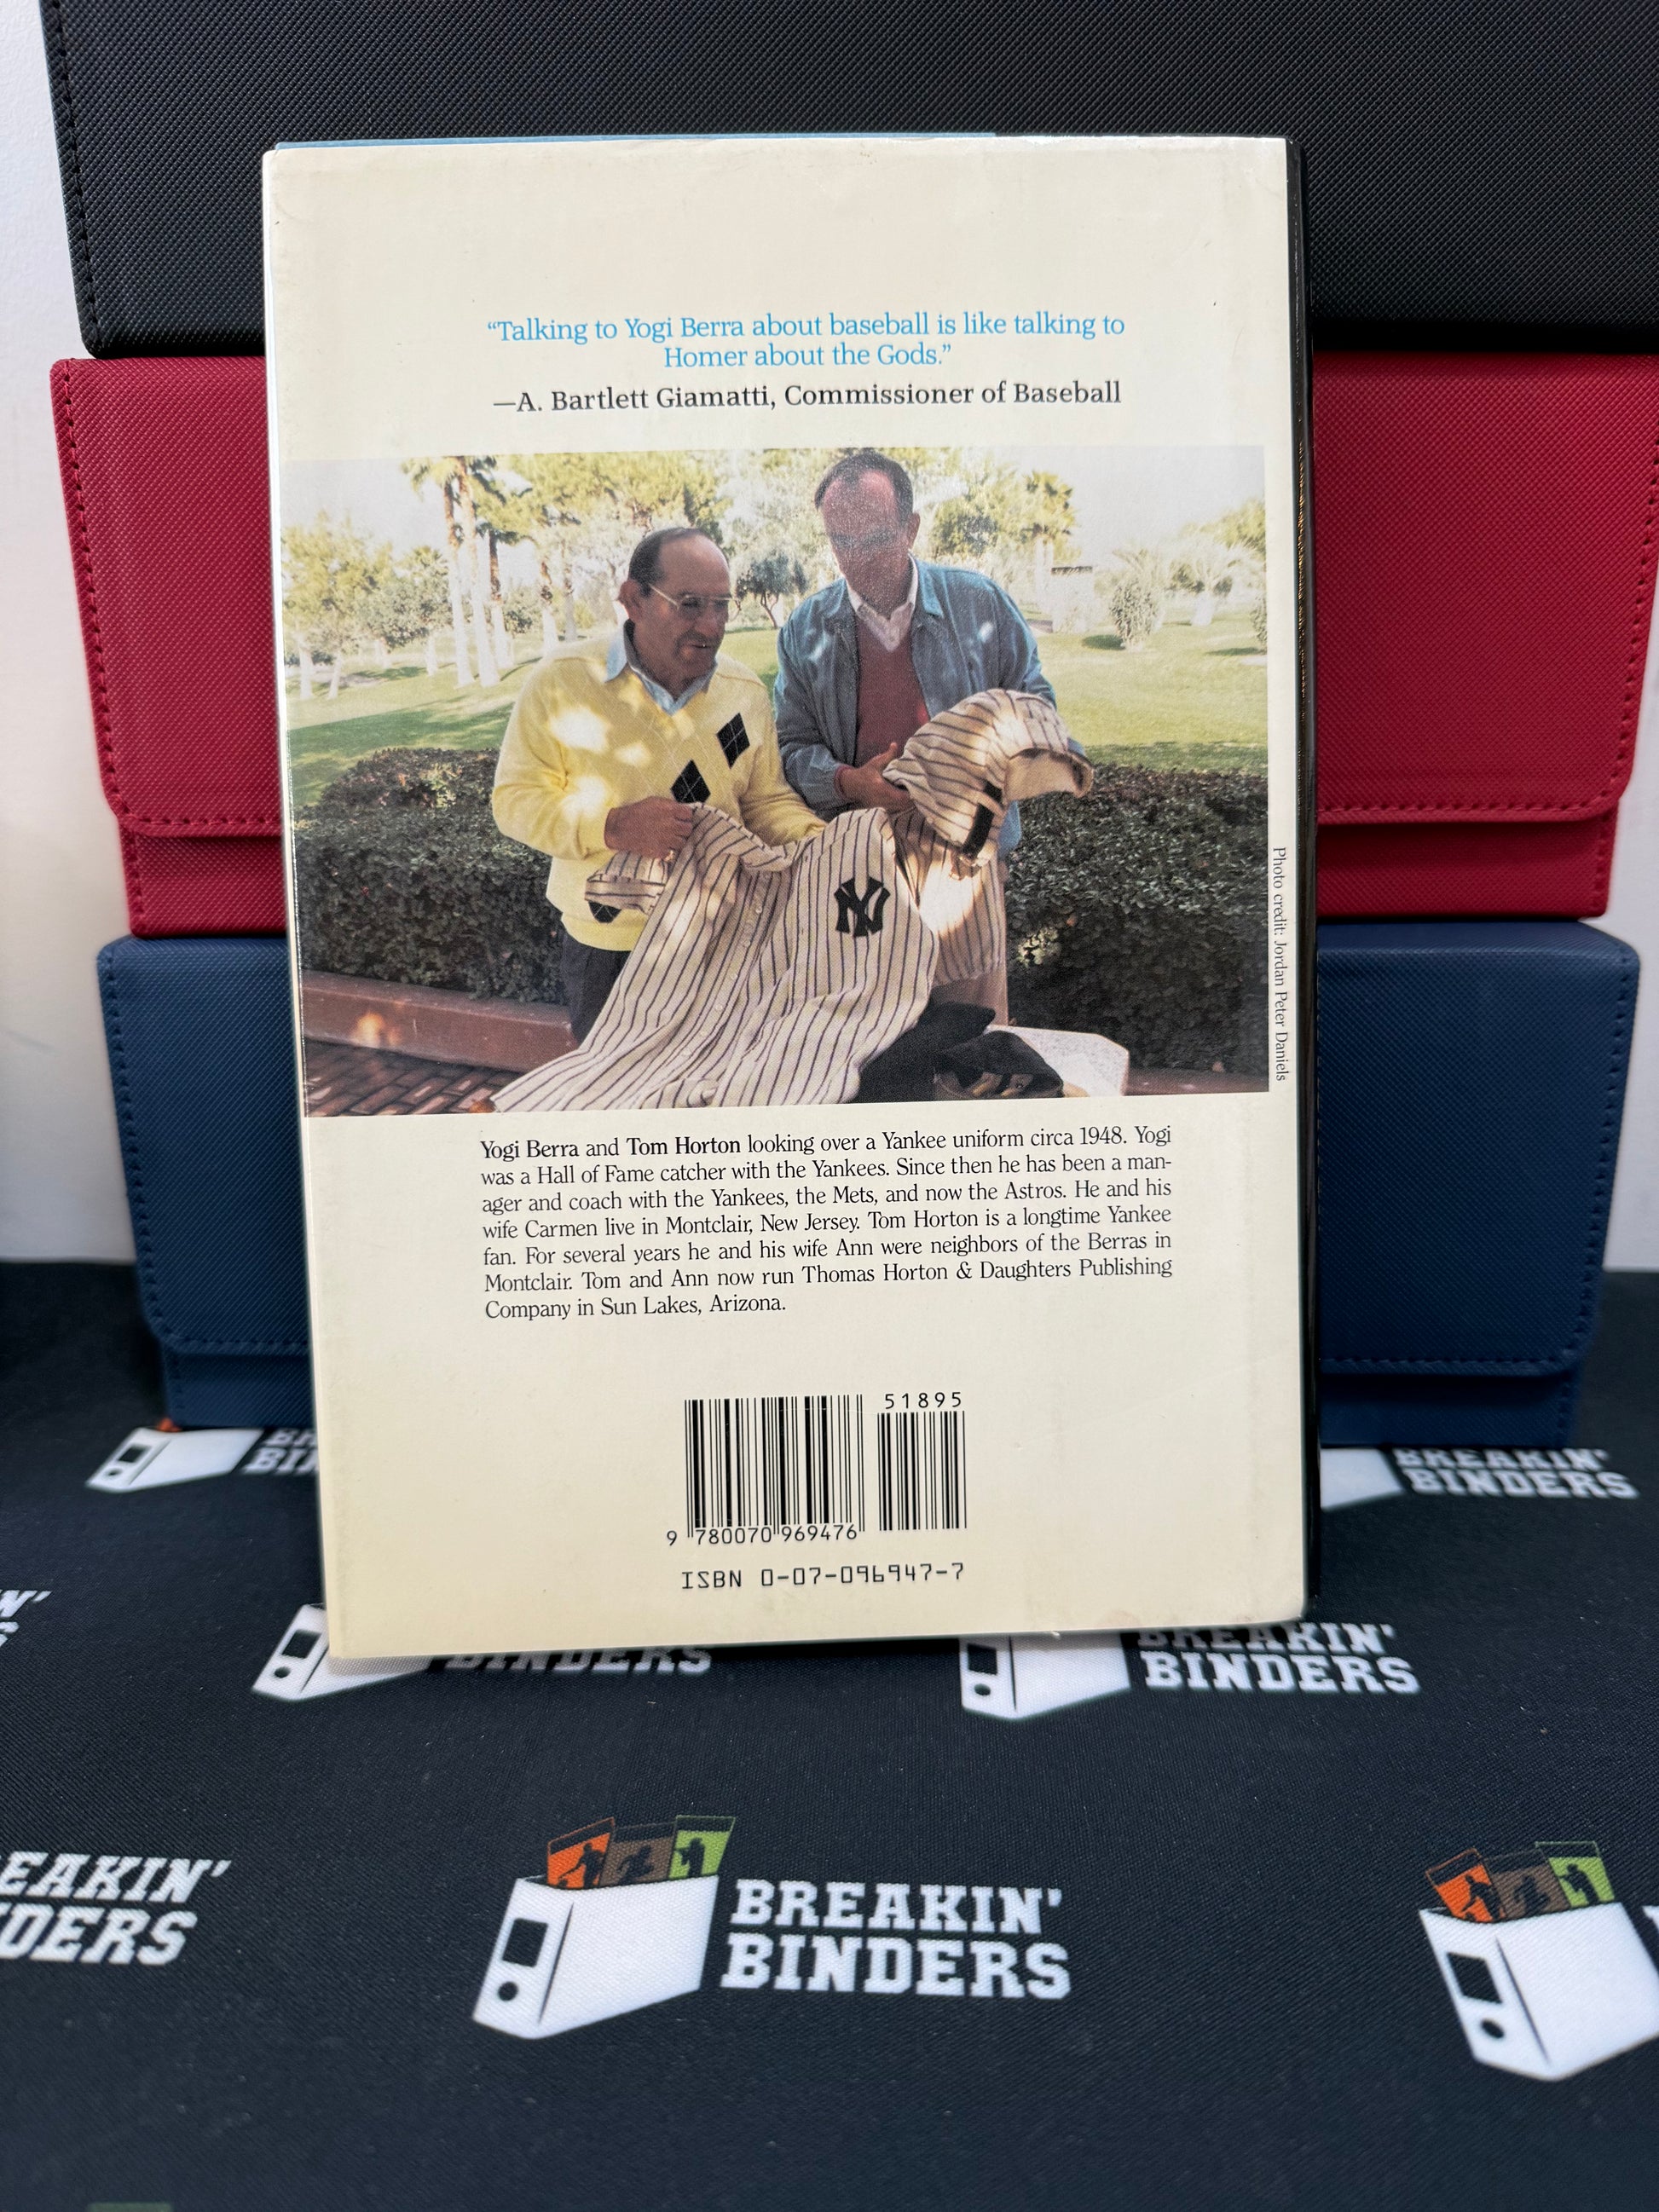 “Talking to Yogi Berra about baseball is like talking to
Homer about the Gods.”
—A. Bartlett Giamatti, Commissioner of Baseball
NY
Photo credit: Jordan Peter Daniels
Yogi Berra and Tom Horton looking over a Yankee uniform circa 1948. Yogi
was a Hall of Fame catcher with the Yankees. Since then he has been a man-
ager and coach with the Yankees, the Mets, and now the Astros. He and his
wife Carmen live in Montclair, New Jersey. Tom Horton is a longtime Yankee
fan. For several years he and his wife Ann were neighbors of the Berras in
Montclair. Tom and Ann now run Thomas Horton & Daughters Publishing
Company in Sun Lakes, Arizona.
51895
9 780070 969476
ISBN 0-07-096947-7
BREAKIN'
BINDERS
BINDERS
BREAKIN'
BINDERS
BREAKIN'
BINDERS